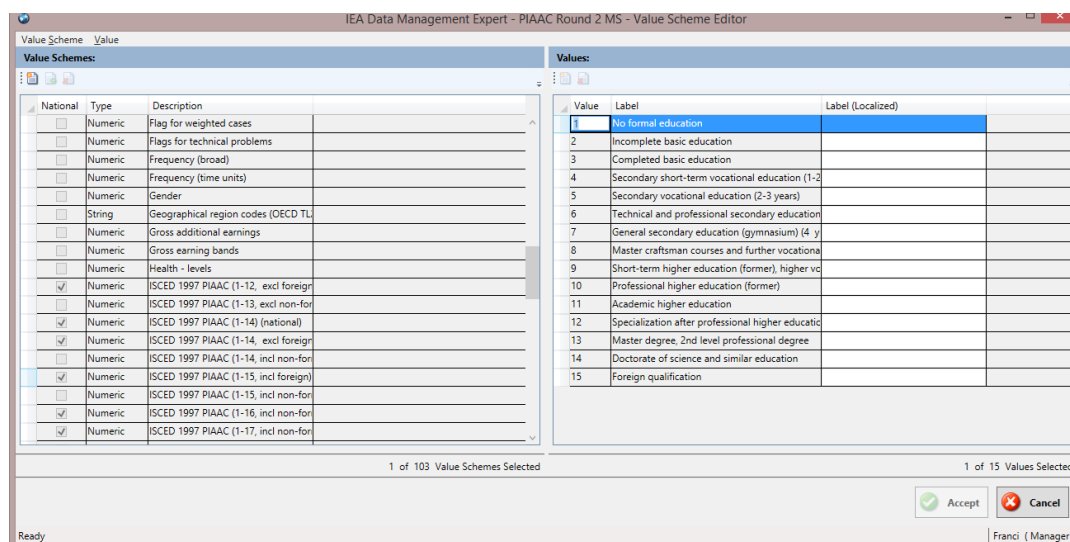 IEA Data Management Expert - PIAAC Round 2 MS - Value Scheme Editor
Value Scheme Value
Value Schemes: Values:
National Type Description Value Label Label (Localized)
Numeric Flag for weighted cases 1 No formal education
Numeric Flags for technical problems 2 Incomplete basic education
Numeric Frequency (broad) 3 Completed basic education
Numeric Frequency (time units) 4 Secondary short-term vocational education (1-2
Numeric Gender 5 Secondary vocational education (2-3 years)
String Geographical region codes (OECD TL 6 Technical and professional secondary education
Numeric Gross additional earnings 7 General secondary education (gymnasium) (4 y
Numeric Gross earning bands 8 Master craftsman courses and further vocationa
Numeric Health - levels 9 Short-term higher education (former), higher vc
Numeric ISCED 1997 PIAAC (1-12, excl foreign 10 Professional higher education (former)
Numeric ISCED 1997 PIAAC (1-13, excl non-for 11 Academic higher education
Numeric ISCED 1997 PIAAC (1-14) (national) 12 Specialization after professional higher educatic
Numeric ISCED 1997 PIAAC (1-14, excl foreign 13 Master degree, 2nd level professional degree
Numeric ISCED 1997 PIAAC (1-14, incl non-for 14 Doctorate of science and similar education
Numeric ISCED 1997 PIAAC (1-15, incl foreign) 15 Foreign qualification
Numeric ISCED 1997 PIAAC (1-15, incl non-for
Numeric ISCED 1997 PIAAC (1-16, incl non-for
Numeric ISCED 1997 PIAAC (1-17, incl non-for
1 of 103 Value Schemes Selected 1 of 15 Values Selected
Accept Cancel
Ready Franci ( Manager